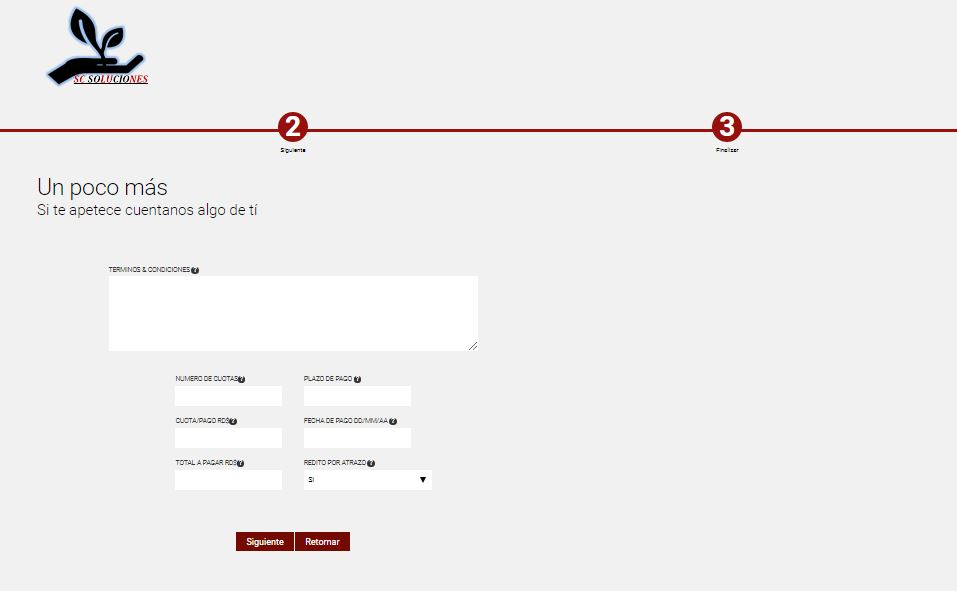 SC SOLUCIONES
2
3
Siguiente
Finalizar
Un poco más
Si te apetece cuentanos algo de tí
TERMINOS & CONDICIONES ?
NUMERO DE CUOTAS ?
PLAZO DE PAGO ?
CUOTA/PAGO RD$ ?
FECHA DE PAGO DD/MM/AA ?
TOTAL A PAGAR RD$ ?
REDITO POR ATRAZO ?
SI
Siguiente
Retornar